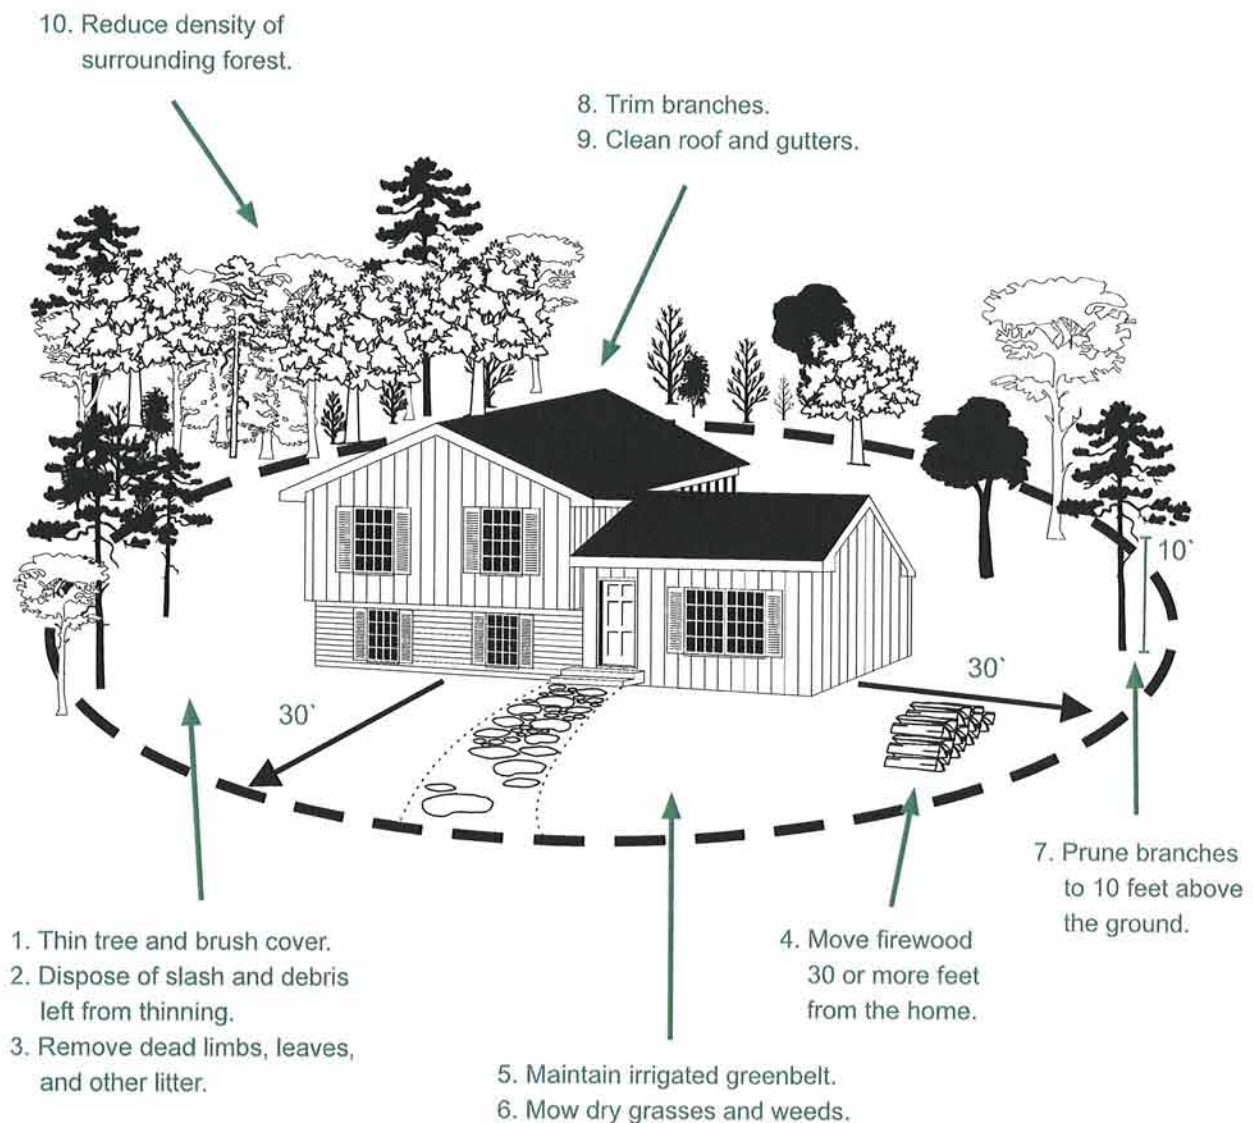 10. Reduce density of
surrounding forest.
8. Trim branches.
9. Clean roof and gutters.
10`
30`
30`
7. Prune branches
to 10 feet above
the ground.
1. Thin tree and brush cover.
2. Dispose of slash and debris
left from thinning.
3. Remove dead limbs, leaves,
and other litter.
4. Move firewood
30 or more feet
from the home.
5. Maintain irrigated greenbelt.
6. Mow dry grasses and weeds.